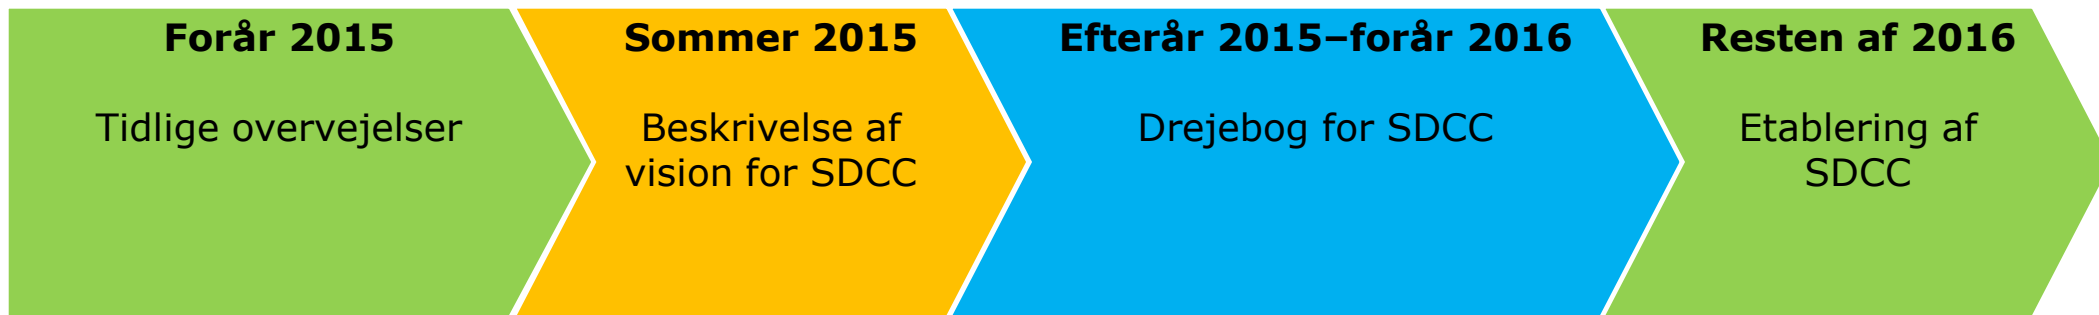 Forår 2015
Tidlige overvejelser
Sommer 2015
Beskrivelse af
vision for SDCC
Efterår 2015–forår 2016
Drejebog for SDCC
Resten af 2016
Etablering af
SDCC